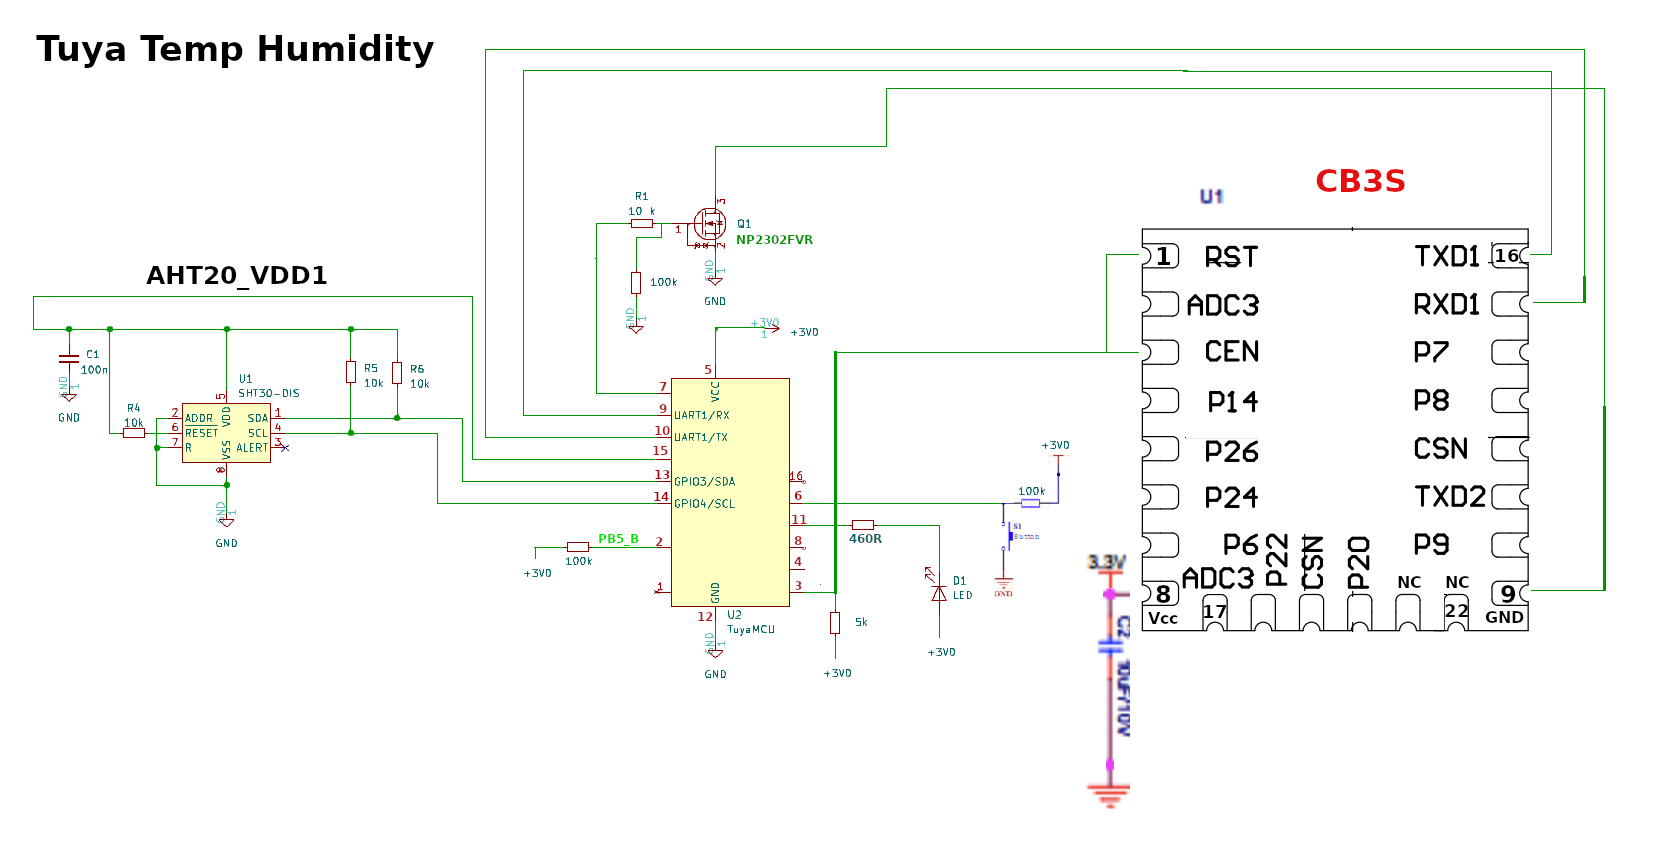 Tuya Temp Humidity
CB3S
U1
R1
10 k
3
Q1
1
NP2302FVR
2
GND
1
GND
100k
GND
1
AHT20_VDD1
+3V0
1
+3V0
5
VCC
C1
100n
GND
1
GND
R5
10k
R6
10k
U1
SHT30-DIS
R4
10k
2
ADDR
6
RESET
7
R
5
VDD
VSS
8
SDA
1
SCL
4
ALERT
3
GND
1
GND
7
9
UART1/RX
10
UART1/TX
15
13
GPIO3/SDA
14
GPIO4/SCL
PB5_B
2
100k
+3V0
1
GND
12
U2
TuyaMCU
GND
1
GND
16
6
11
8
4
3
460R
D1
LED
+3V0
5k
+3V0
+3V0
100k
S1
Button
GND
1
RST
TXD1
16
ADC3
RXD1
CEN
P7
P14
P8
P26
CSN
P24
TXD2
P6
P22
CSN
P20
P9
ADC3
NC
NC
8
9
Vcc
17
22
GND
3.3V
C2
10uF/10V